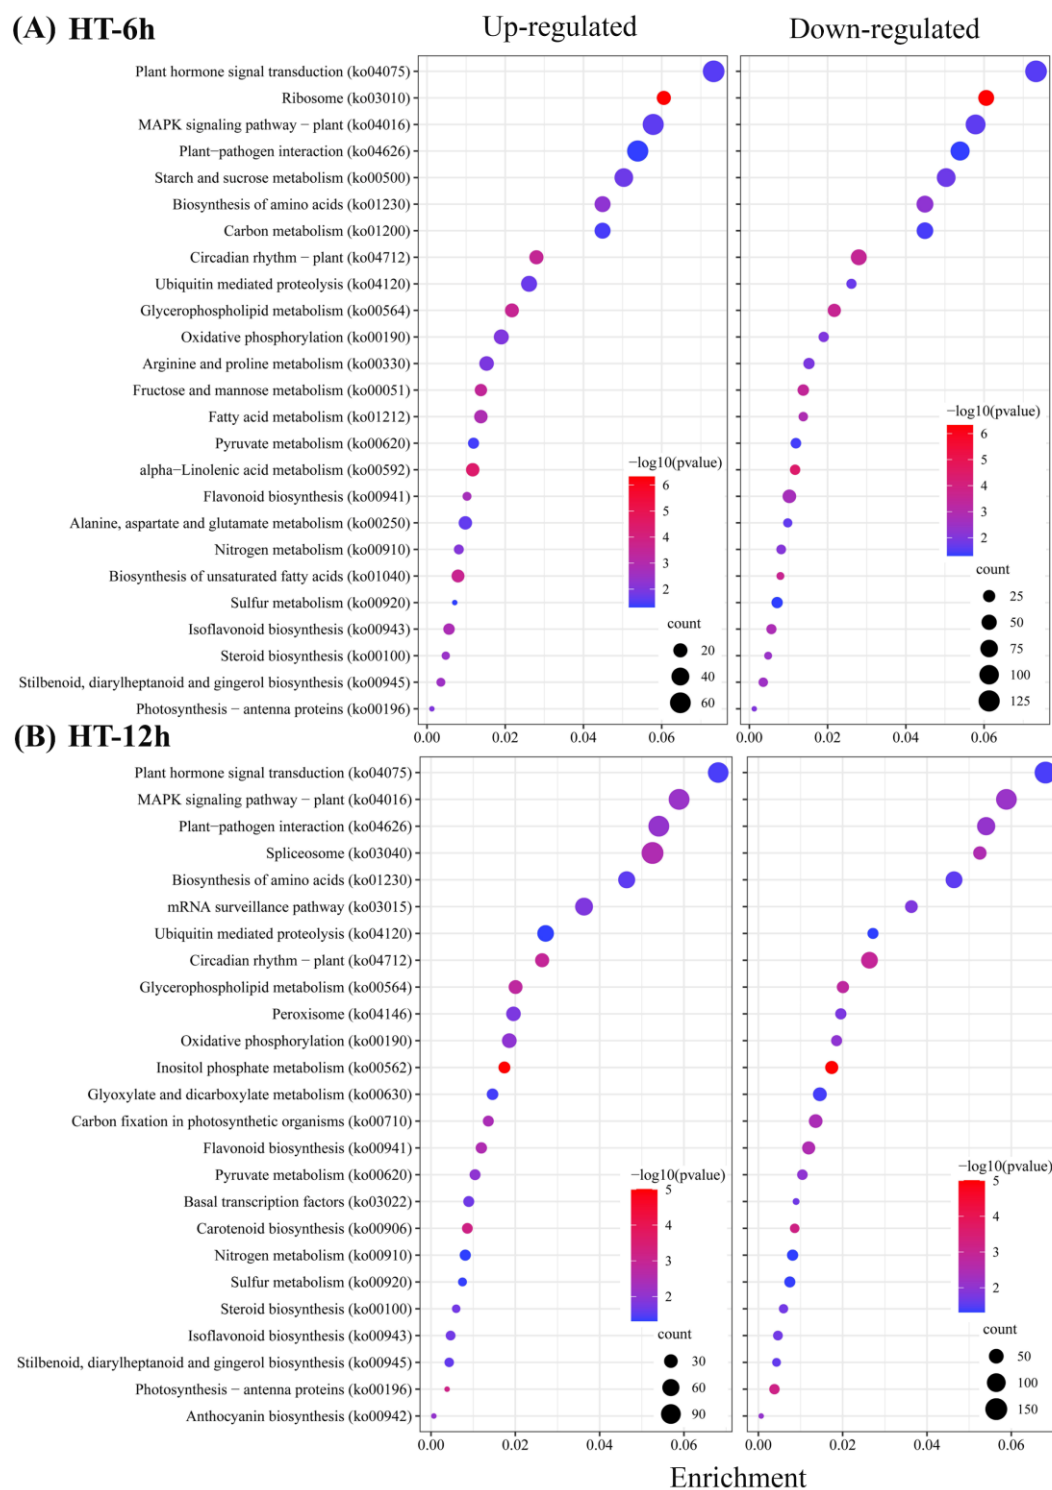 (A) HT-6h
Up-regulated
Down-regulated
Plant hormone signal transduction (ko04075)
Ribosome (ko03010)
MAPK signaling pathway − plant (ko04016)
Plant−pathogen interaction (ko04626)
Starch and sucrose metabolism (ko00500)
Biosynthesis of amino acids (ko01230)
Carbon metabolism (ko01200)
Circadian rhythm − plant (ko04712)
Ubiquitin mediated proteolysis (ko04120)
Glycerophospholipid metabolism (ko00564)
Oxidative phosphorylation (ko00190)
Arginine and proline metabolism (ko00330)
Fructose and mannose metabolism (ko00051)
Fatty acid metabolism (ko01212)
Pyruvate metabolism (ko00620)
alpha−Linolenic acid metabolism (ko00592)
Flavonoid biosynthesis (ko00941)
Alanine, aspartate and glutamate metabolism (ko00250)
Nitrogen metabolism (ko00910)
Biosynthesis of unsaturated fatty acids (ko01040)
Sulfur metabolism (ko00920)
Isoflavonoid biosynthesis (ko00943)
Steroid biosynthesis (ko00100)
Stilbenoid, diarylheptanoid and gingerol biosynthesis (ko00945)
Photosynthesis − antenna proteins (ko00196)
−log10(pvalue)
6
5
4
3
2
count
20
40
60
−log10(pvalue)
6
5
4
3
2
count
25
50
75
100
125
0.00 0.02 0.04 0.06
0.00 0.02 0.04 0.06
(B) HT-12h
Plant hormone signal transduction (ko04075)
MAPK signaling pathway − plant (ko04016)
Plant−pathogen interaction (ko04626)
Spliceosome (ko03040)
Biosynthesis of amino acids (ko01230)
mRNA surveillance pathway (ko03015)
Ubiquitin mediated proteolysis (ko04120)
Circadian rhythm − plant (ko04712)
Glycerophospholipid metabolism (ko00564)
Peroxisome (ko04146)
Oxidative phosphorylation (ko00190)
Inositol phosphate metabolism (ko00562)
Glyoxylate and dicarboxylate metabolism (ko00630)
Carbon fixation in photosynthetic organisms (ko00710)
Flavonoid biosynthesis (ko00941)
Pyruvate metabolism (ko00620)
Basal transcription factors (ko03022)
Carotenoid biosynthesis (ko00906)
Nitrogen metabolism (ko00910)
Sulfur metabolism (ko00920)
Steroid biosynthesis (ko00100)
Isoflavonoid biosynthesis (ko00943)
Stilbenoid, diarylheptanoid and gingerol biosynthesis (ko00945)
Photosynthesis − antenna proteins (ko00196)
Anthocyanin biosynthesis (ko00942)
−log10(pvalue)
5
4
3
2
count
30
60
90
−log10(pvalue)
5
4
3
2
count
50
100
150
0.00 0.02 0.04 0.06
0.00 0.02 0.04 0.06
Enrichment